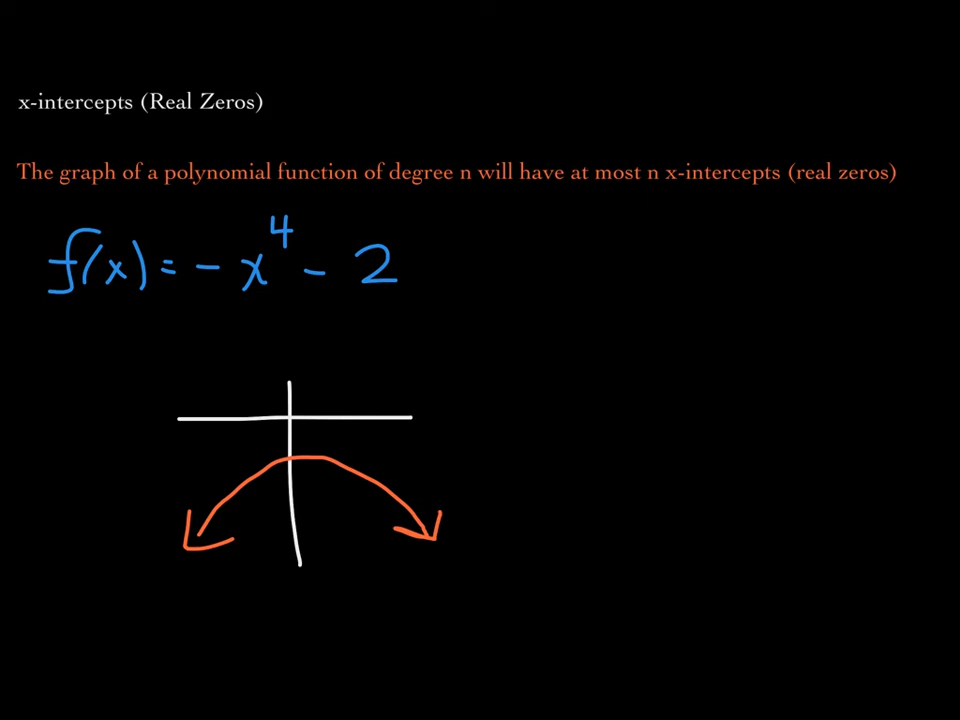 x-intercepts (Real Zeros)
The graph of a polynomial function of degree n will have at most n x-intercepts (real zeros)
f(x) = - x⁴ - 2